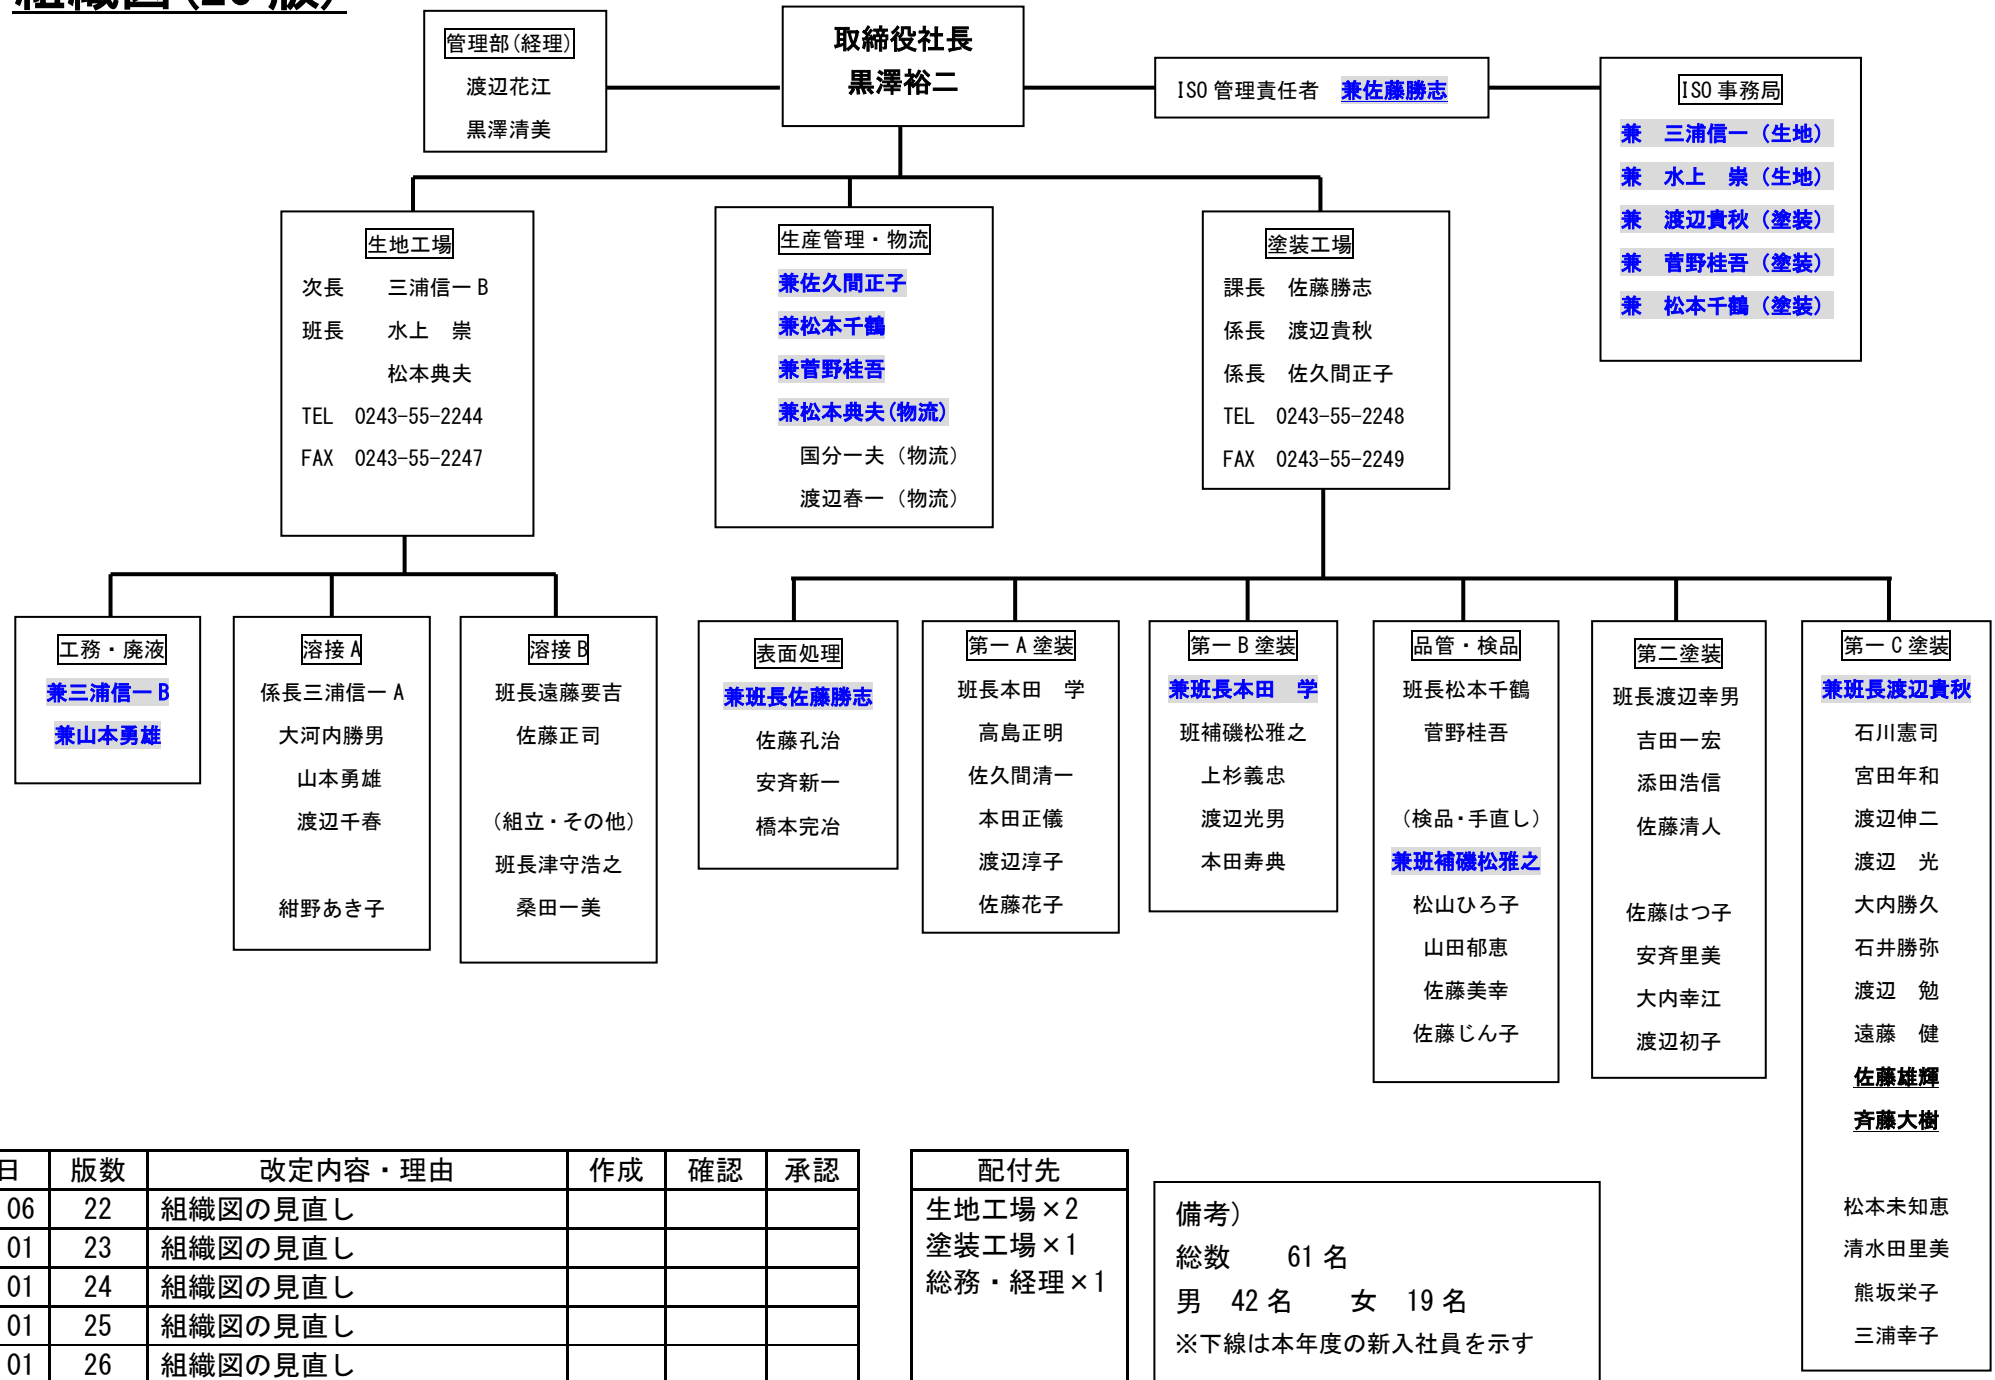 組織図(26版)
管理部(経理)
渡辺花江
黒澤清美
取締役社長
黒澤裕二
ISO管理責任者　兼佐藤勝志
ISO事務局
兼　三浦信一（生地）
兼　水上　崇（生地）
兼　渡辺貴秋（塗装）
兼　菅野桂吾（塗装）
兼　松本千鶴（塗装）
生地工場
次長　　三浦信一B
班長　　水上　崇
松本典夫
TEL　0243-55-2244
FAX　0243-55-2247
生産管理・物流
兼佐久間正子
兼松本千鶴
兼菅野桂吾
兼松本典夫(物流)
国分一夫（物流）
渡辺春一（物流）
塗装工場
課長　佐藤勝志
係長　渡辺貴秋
係長　佐久間正子
TEL　0243-55-2248
FAX　0243-55-2249
工務・廃液
兼三浦信一B
兼山本勇雄
溶接A
係長三浦信一A
大河内勝男
山本勇雄
渡辺千春
紺野あき子
溶接B
班長遠藤要吉
佐藤正司
（組立・その他）
班長津守浩之
桑田一美
表面処理
兼班長佐藤勝志
佐藤孔治
安斉新一
橋本完治
第一A塗装
班長本田　学
高島正明
佐久間清一
本田正儀
渡辺淳子
佐藤花子
第一B塗装
兼班長本田　学
班補磯松雅之
上杉義忠
渡辺光男
本田寿典
品管・検品
班長松本千鶴
菅野桂吾
（検品・手直し）
兼班補磯松雅之
松山ひろ子
山田郁恵
佐藤美幸
佐藤じん子
第二塗装
班長渡辺幸男
吉田一宏
添田浩信
佐藤清人
佐藤はつ子
安斉里美
大内幸江
渡辺初子
第一C塗装
兼班長渡辺貴秋
石川憲司
宮田年和
渡辺伸二
渡辺　光
大内勝久
石井勝弥
渡辺　勉
遠藤　健
佐藤雄輝
斉藤大樹
松本未知恵
清水田里美
熊坂栄子
三浦幸子
日　版数　改定内容・理由　作成　確認　承認
06　22　組織図の見直し
01　23　組織図の見直し
01　24　組織図の見直し
01　25　組織図の見直し
01　26　組織図の見直し
配付先
生地工場×2
塗装工場×1
総務・経理×1
備考）
総数　　61名
男　42名　　女　19名
※下線は本年度の新入社員を示す